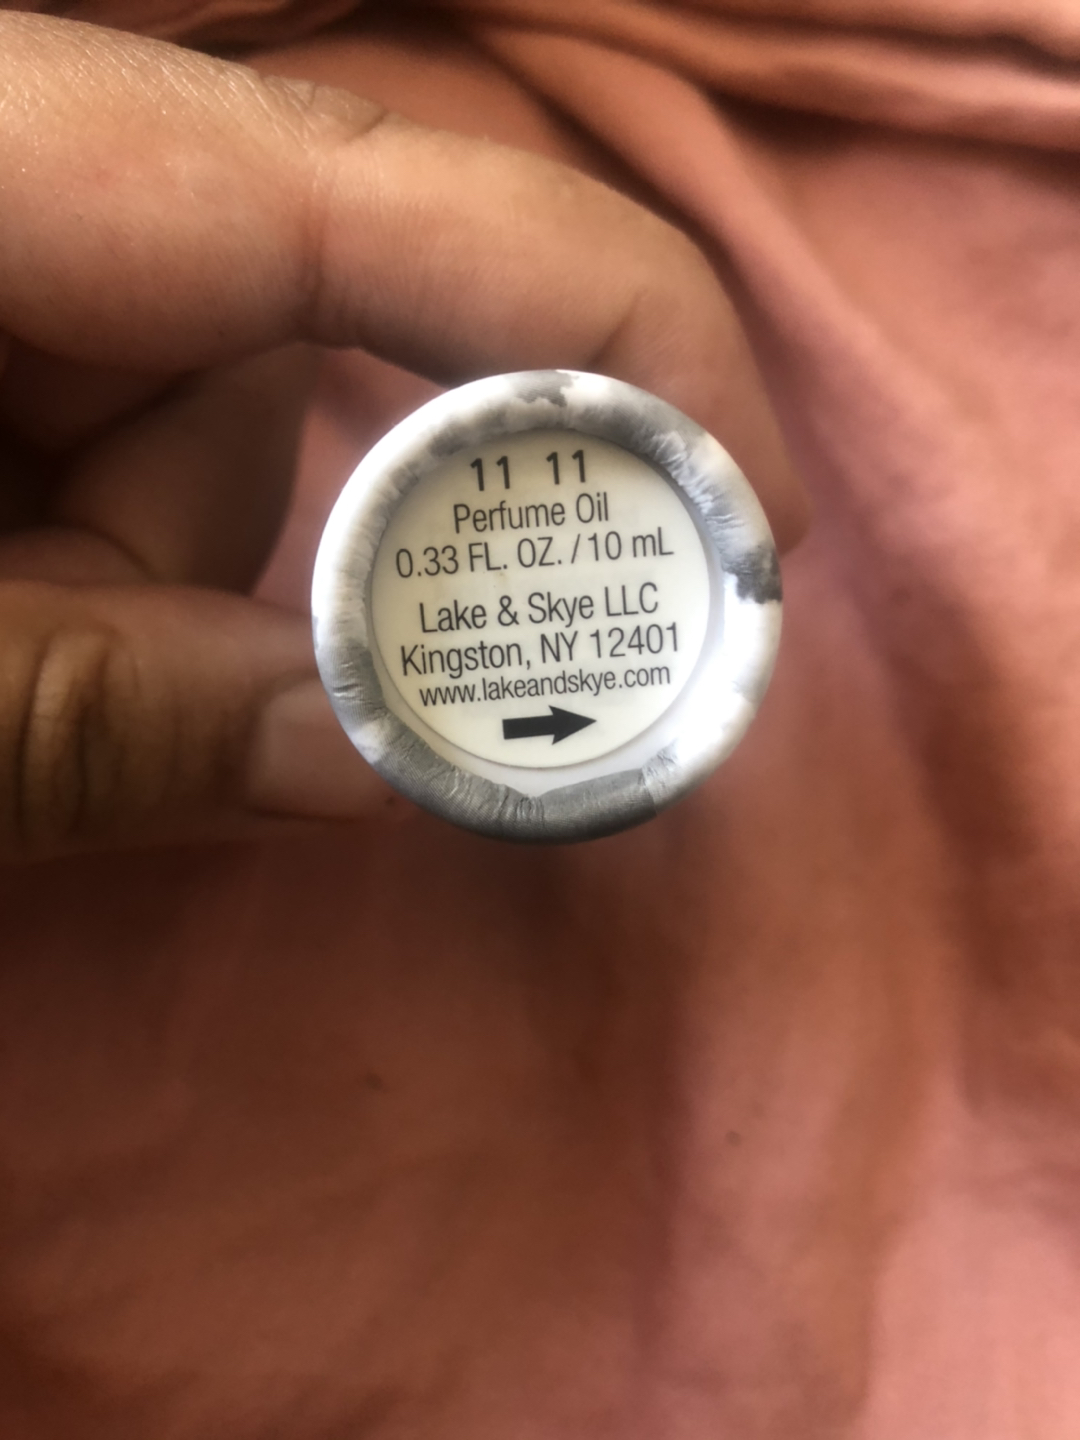 11 11
Perfume Oil
0.33 FL. OZ. / 10 mL
Lake & Skye LLC
Kingston, NY 12401
www.lakeandskye.com